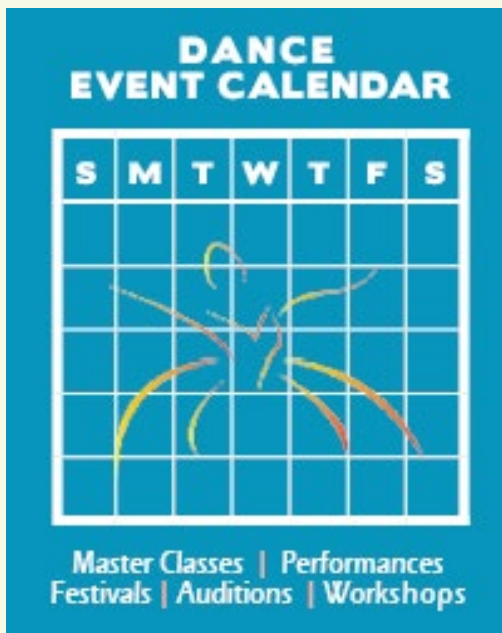 DANCE
EVENT CALENDAR
S M T W T F S
Master Classes | Performances
Festivals | Auditions | Workshops